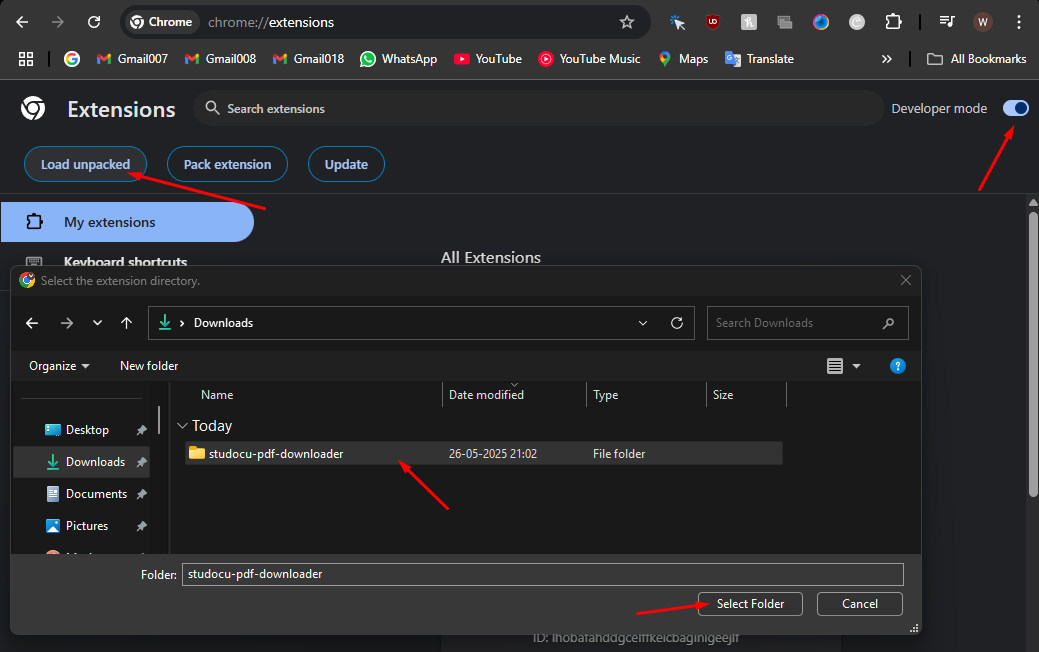 Chrome chrome://extensions
Gmail007 Gmail008 Gmail018 WhatsApp YouTube YouTube Music Maps Translate All Bookmarks
Extensions Search extensions Developer mode
Load unpacked Pack extension Update
My extensions
Keyboard shortcuts
All Extensions
Select the extension directory.
Downloads Search Downloads
Organize New folder
Name Date modified Type Size
Today
Desktop
studocu-pdf-downloader 26-05-2025 21:02 File folder
Downloads
Documents
Pictures
Folder: studocu-pdf-downloader
Select Folder Cancel